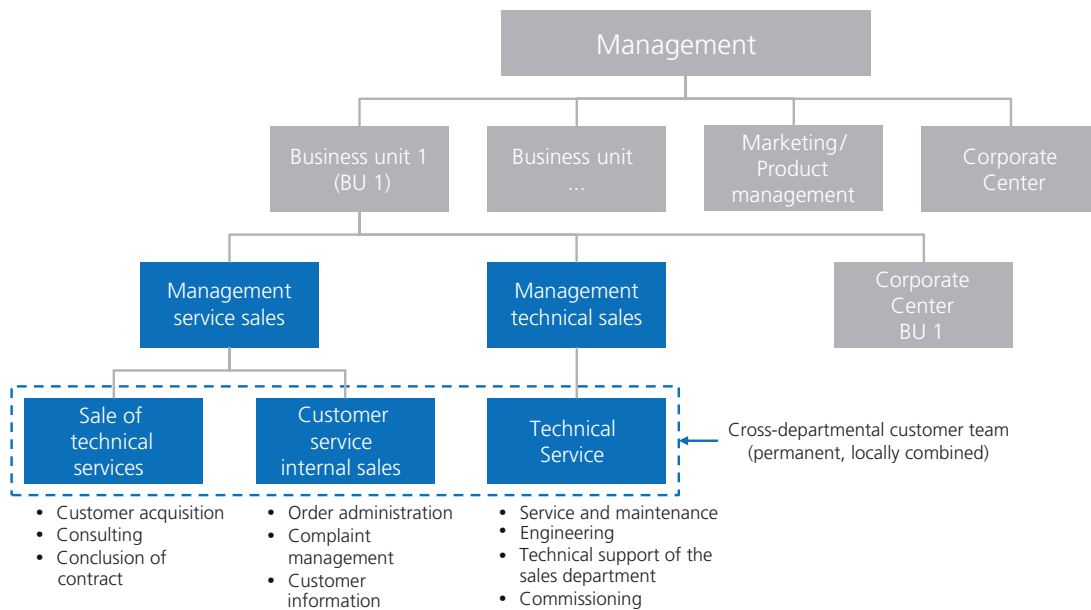 Management
Business unit 1
(BU 1)
Business unit
...
Marketing/
Product
management
Corporate
Center
Management
service sales
Management
technical sales
Corporate
Center
BU 1
Sale of
technical
services
Customer
service
internal sales
Technical
Service
Cross-departmental customer team
(permanent, locally combined)
• Customer acquisition
• Consulting
• Conclusion of
contract
• Order administration
• Complaint
management
• Customer
information
• Service and maintenance
• Engineering
• Technical support of the
sales department
• Commissioning